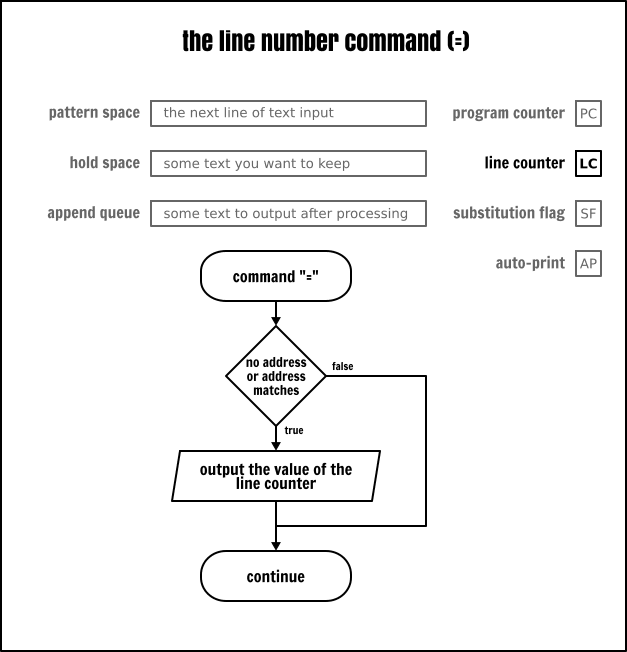 the line number command (=)
pattern space the next line of text input program counter PC
hold space some text you want to keep line counter LC
append queue some text to output after processing substitution flag SF
auto-print AP
command "="
no address
or address
matches
false
true
output the value of the
line counter
continue